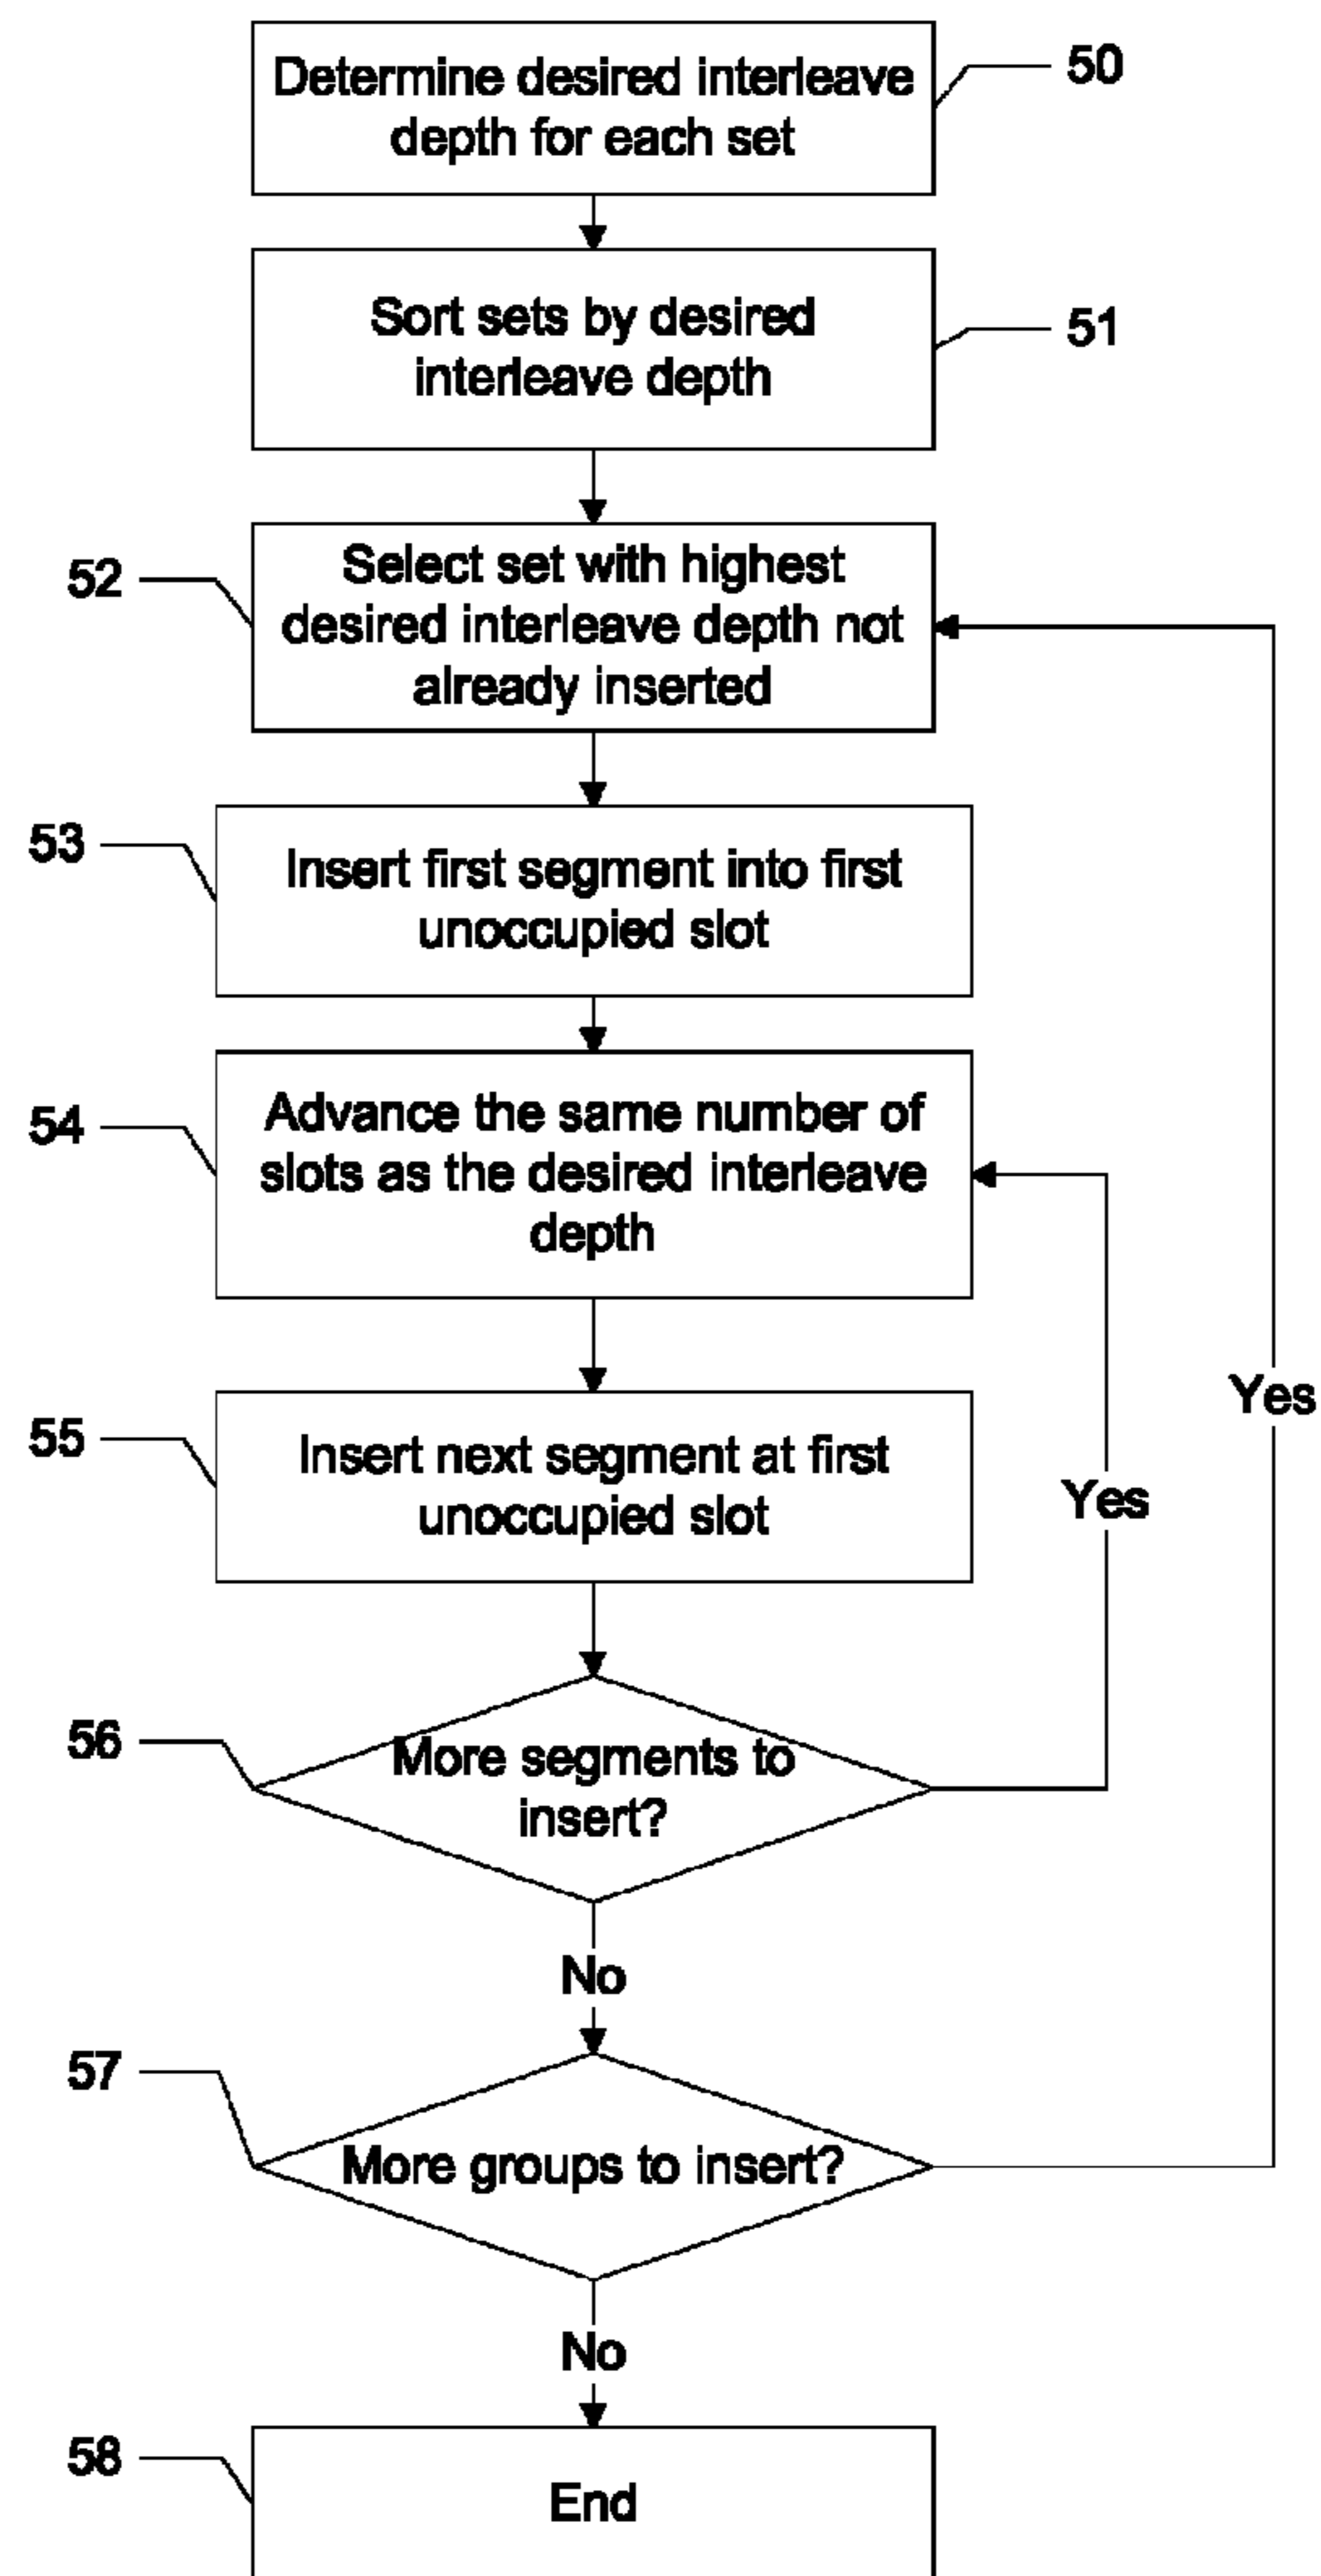 Determine desired interleave
depth for each set
50
Sort sets by desired
interleave depth
51
52
Select set with highest
desired interleave depth not
already inserted
53
Insert first segment into first
unoccupied slot
54
Advance the same number of
slots as the desired interleave
depth
Yes
55
Insert next segment at first
unoccupied slot
Yes
56
More segments to
insert?
No
57
More groups to insert?
No
58
End